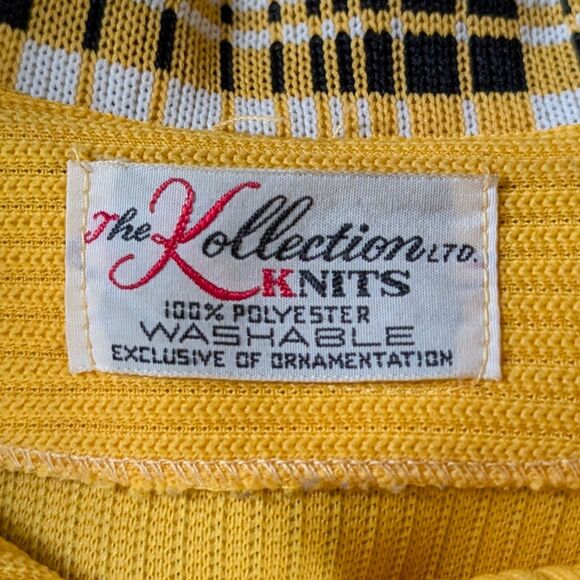 The Kollection LTD.
KNITS
100% POLYESTER
WASHABLE
EXCLUSIVE OF ORNAMENTATION